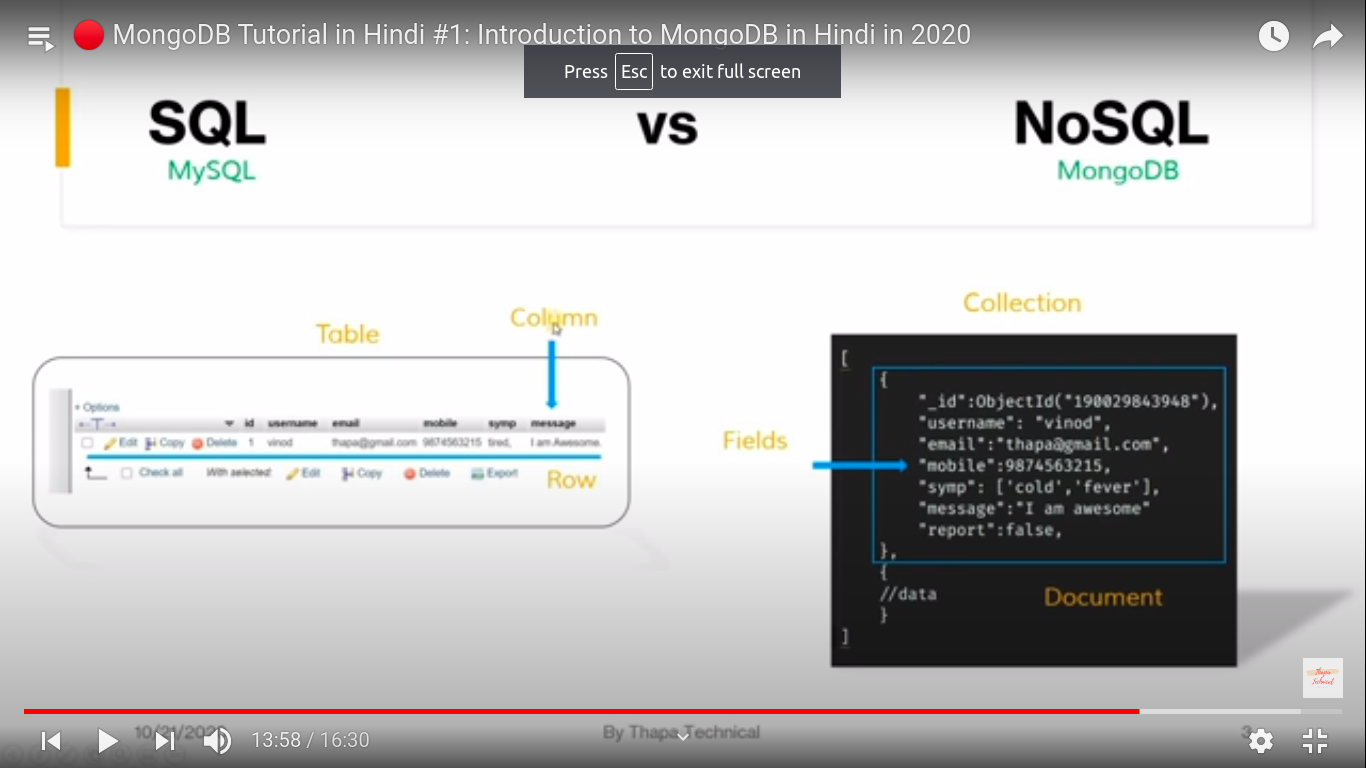 MongoDB Tutorial in Hindi #1: Introduction to MongoDB in Hindi in 2020
Press Esc to exit full screen
SQL vs NoSQL
MySQL MongoDB
Table
Column
+ Options
id username email mobile symp message
Edit Copy Delete 1 vinod thapa@gmail.com 9874563215 tired, I am Awesome.
Check all With selected: Edit Copy Delete Export
Row
Collection
Fields
[
{
"_id":ObjectId("190029843948"),
"username": "vinod",
"email":"thapa@gmail.com",
"mobile":9874563215,
"symp": ['cold','fever'],
"message":"I am awesome"
"report":false,
},
{
//data
}
]
Document
Thapa
Technical
By Thapa Technical
3
13:58 / 16:30